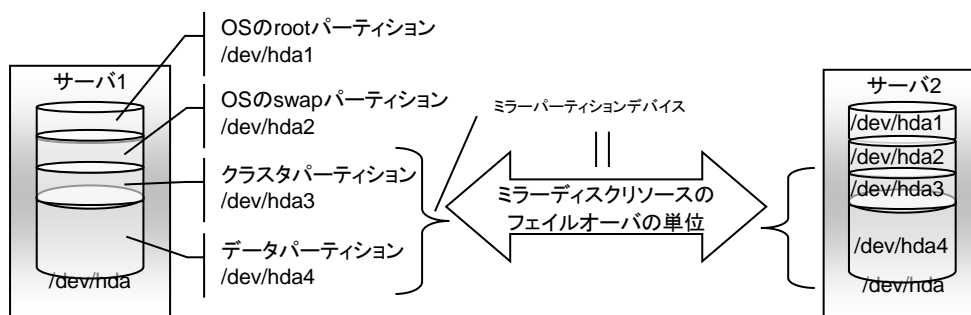 サーバ1
/dev/hda
OSのrootパーティション
/dev/hda1
OSのswapパーティション
/dev/hda2
クラスタパーティション
/dev/hda3
データパーティション
/dev/hda4
ミラーパーティションデバイス
ミラーディスクリソースの
フェイルオーバの単位
サーバ2
/dev/hda1
/dev/hda2
/dev/hda3
/dev/hda4
/dev/hda